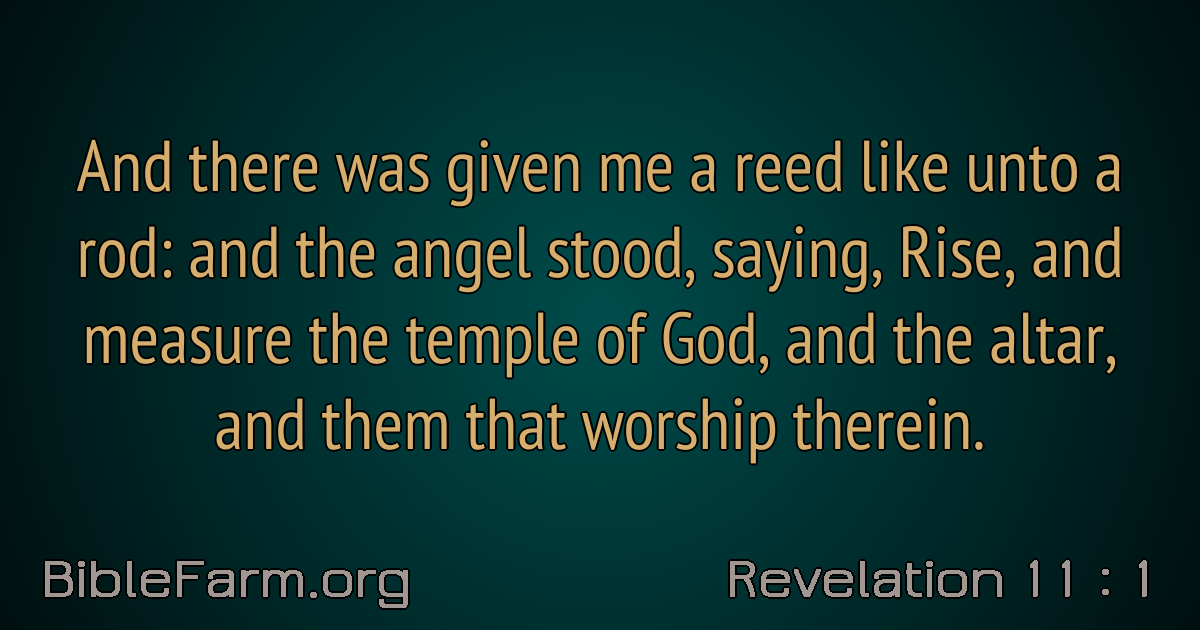 And there was given me a reed like unto a
rod: and the angel stood, saying, Rise, and
measure the temple of God, and the altar,
and them that worship therein.
BibleFarm.org
Revelation 11 : 1